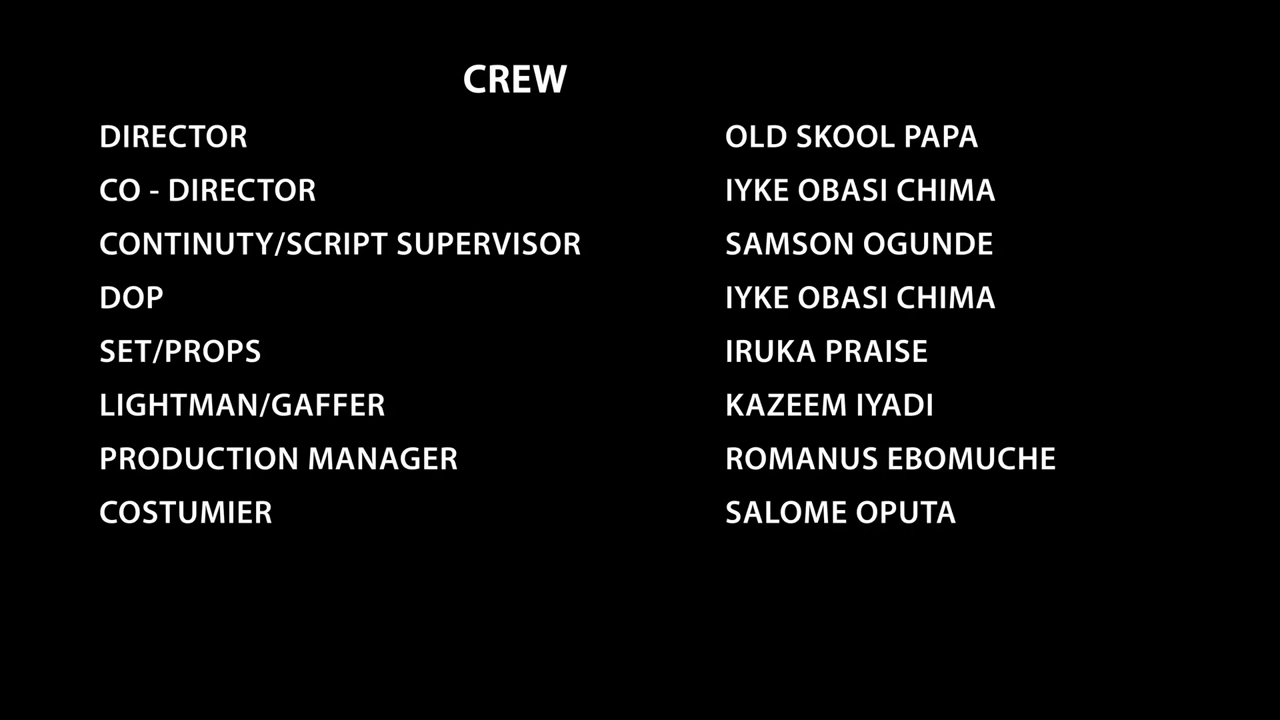 CREW
DIRECTOR OLD SKOOL PAPA
CO - DIRECTOR IYKE OBASI CHIMA
CONTINUTY/SCRIPT SUPERVISOR SAMSON OGUNDE
DOP IYKE OBASI CHIMA
SET/PROPS IRUKA PRAISE
LIGHTMAN/GAFFER KAZEEM IYADI
PRODUCTION MANAGER ROMANUS EBOMUCHE
COSTUMIER SALOME OPUTA